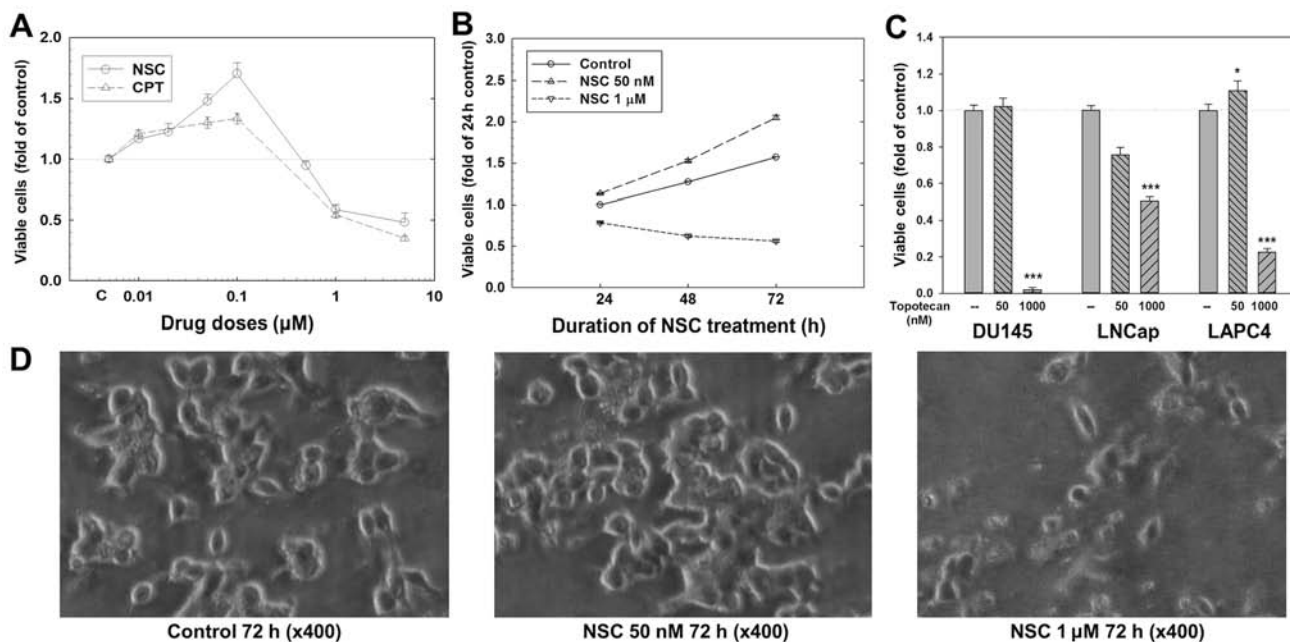 A
2.0
1.5
1.0
0.5
0.0
Viable cells (fold of control)
NSC
CPT
C
0.01
0.1
1
10
Drug doses (µM)
B
3.0
2.5
2.0
1.5
1.0
0.5
0.0
Viable cells (fold of 24 h control)
Control
NSC 50 nM
NSC 1 µM
24
48
72
Duration of NSC treatment (h)
C
1.4
1.2
1.0
0.8
0.6
0.4
0.2
0.0
Viable cells (fold of control)
***
***
*
***
Topotecan (nM)
-- 50 1000 -- 50 1000 -- 50 1000
DU145 LNCap LAPC4
D
Control 72 h (x400)
NSC 50 nM 72 h (x400)
NSC 1 µM 72 h (x400)